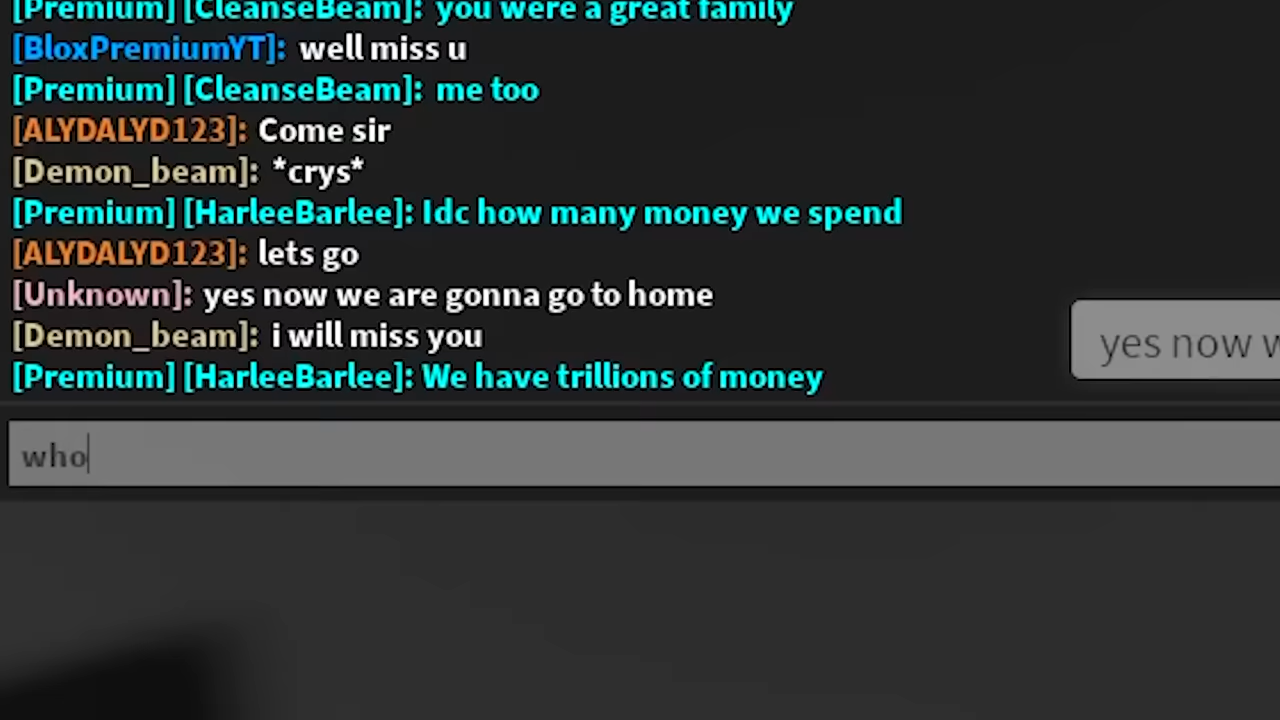 [Premium] [CleanseBeam]: you were a great family
[BloxPremiumYT]: well miss u
[Premium] [CleanseBeam]: me too
[ALYDALYD123]: Come sir
[Demon_beam]: *crys*
[Premium] [HarleeBarlee]: Idc how many money we spend
[ALYDALYD123]: lets go
[Unknown]: yes now we are gonna go to home
[Demon_beam]: i will miss you
[Premium] [HarleeBarlee]: We have trillions of money
yes now
who